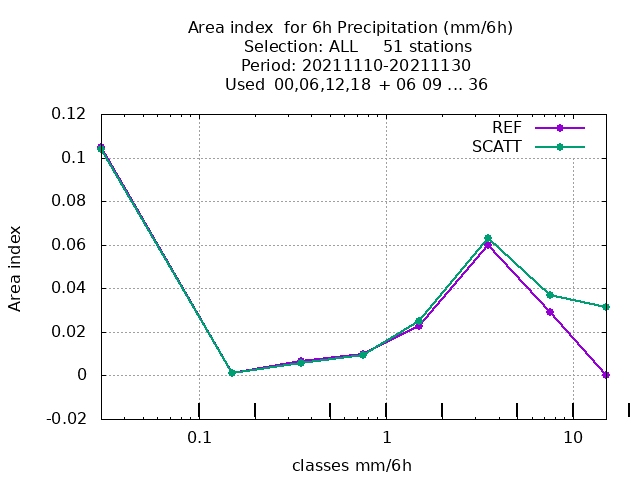 Area index  for 6h Precipitation (mm/6h)
Selection: ALL     51 stations
Period: 20211110-20211130
Used  00,06,12,18 + 06 09 ... 36
REF
SCATT
0.12
0.1
0.08
0.06
0.04
0.02
0
-0.02
Area index
0.1 1 10
classes mm/6h